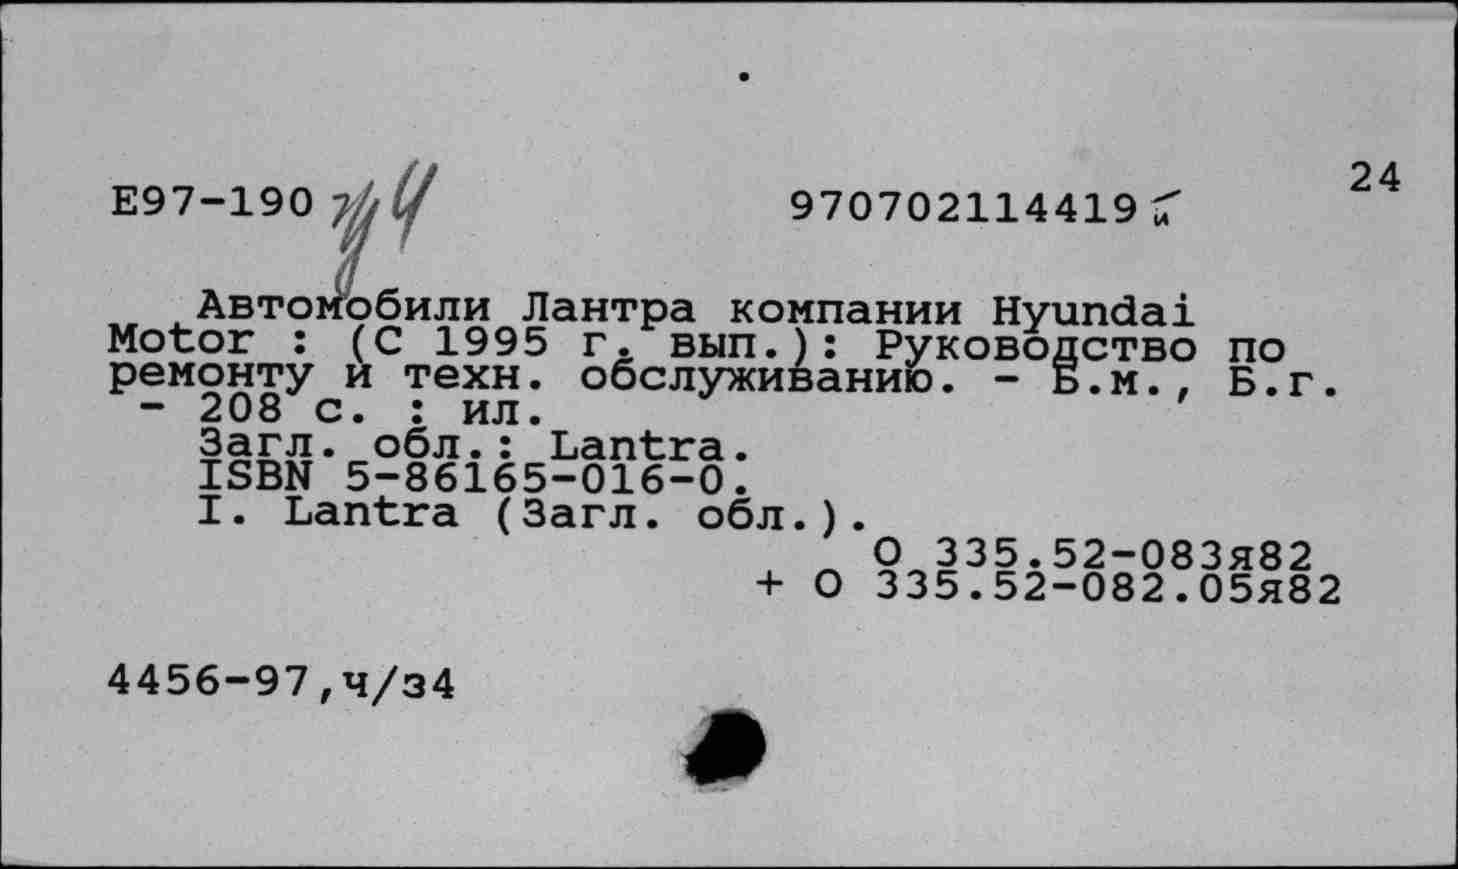 24
E97-190 970702114419
Автомобили Лантра компании Hyundai
Motor : (С 1995 г. вып.): Руководство по
ремонту и техн. обслуживанию. - Б.м., Б.г.
- 208 с. : ил.
Загл. обл.: Lantra.
ISBN 5-86165-016-0.
I. Lantra (Загл. обл.).
О 335.52-083я82
+ О 335.52-082.05я82
4456-97,ч/з4